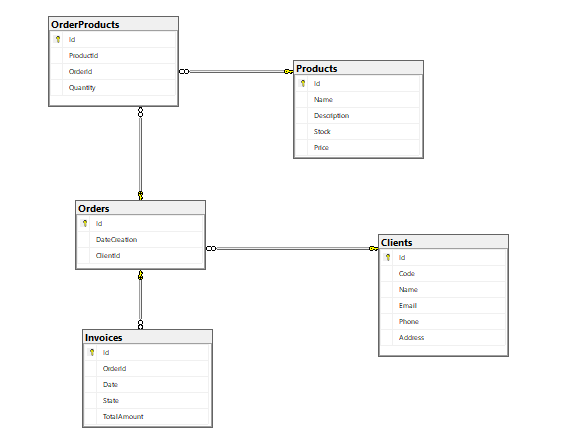 OrderProducts
Id
ProductId
OrderId
Quantity
Products
Id
Name
Description
Stock
Price
Orders
Id
DateCreation
ClientId
Clients
Id
Code
Name
Email
Phone
Address
Invoices
Id
OrderId
Date
State
TotalAmount